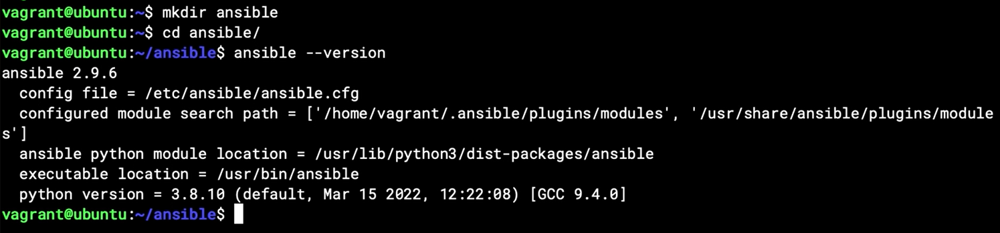 vagrant@ubuntu:~$ mkdir ansible
vagrant@ubuntu:~$ cd ansible/
vagrant@ubuntu:~/ansible$ ansible --version
ansible 2.9.6
  config file = /etc/ansible/ansible.cfg
  configured module search path = ['/home/vagrant/.ansible/plugins/modules', '/usr/share/ansible/plugins/module
s']
  ansible python module location = /usr/lib/python3/dist-packages/ansible
  executable location = /usr/bin/ansible
  python version = 3.8.10 (default, Mar 15 2022, 12:22:08) [GCC 9.4.0]
vagrant@ubuntu:~/ansible$